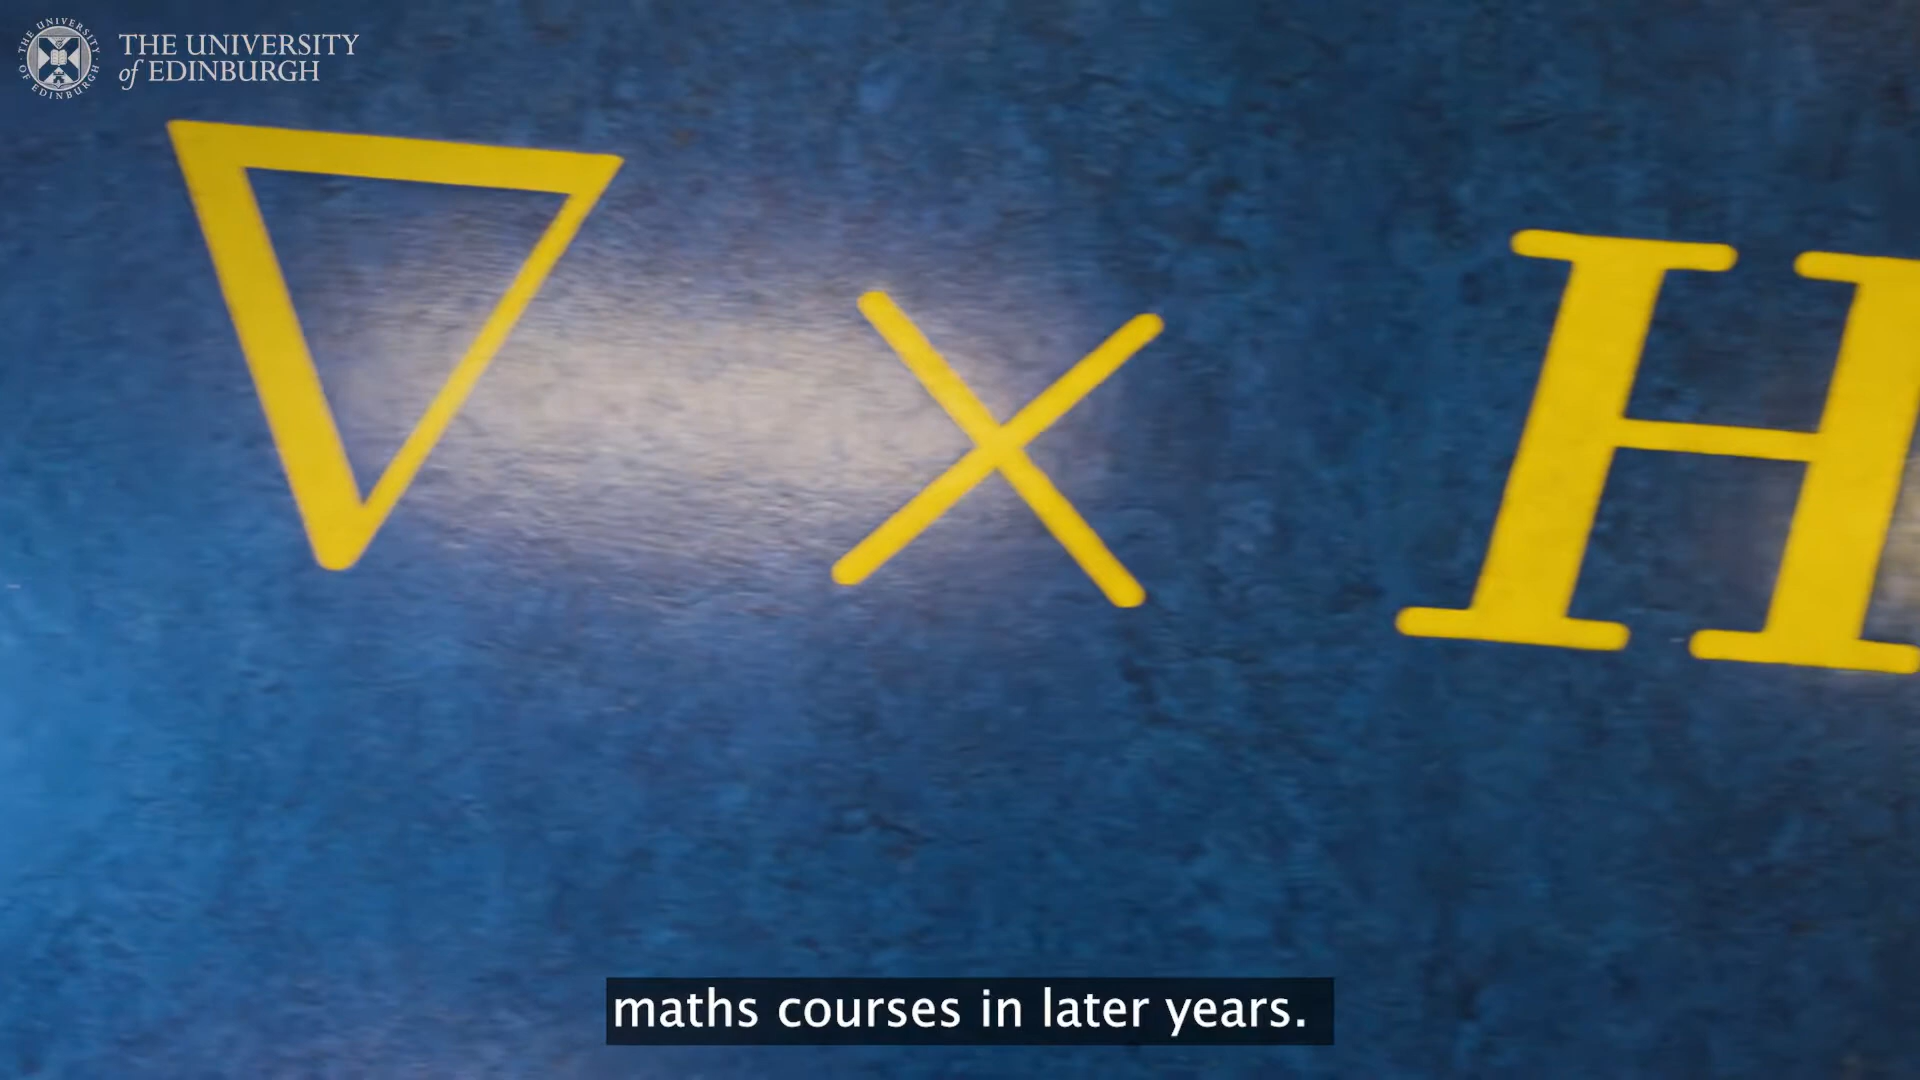 THE UNIVERSITY
of EDINBURGH
∇ × H
maths courses in later years.